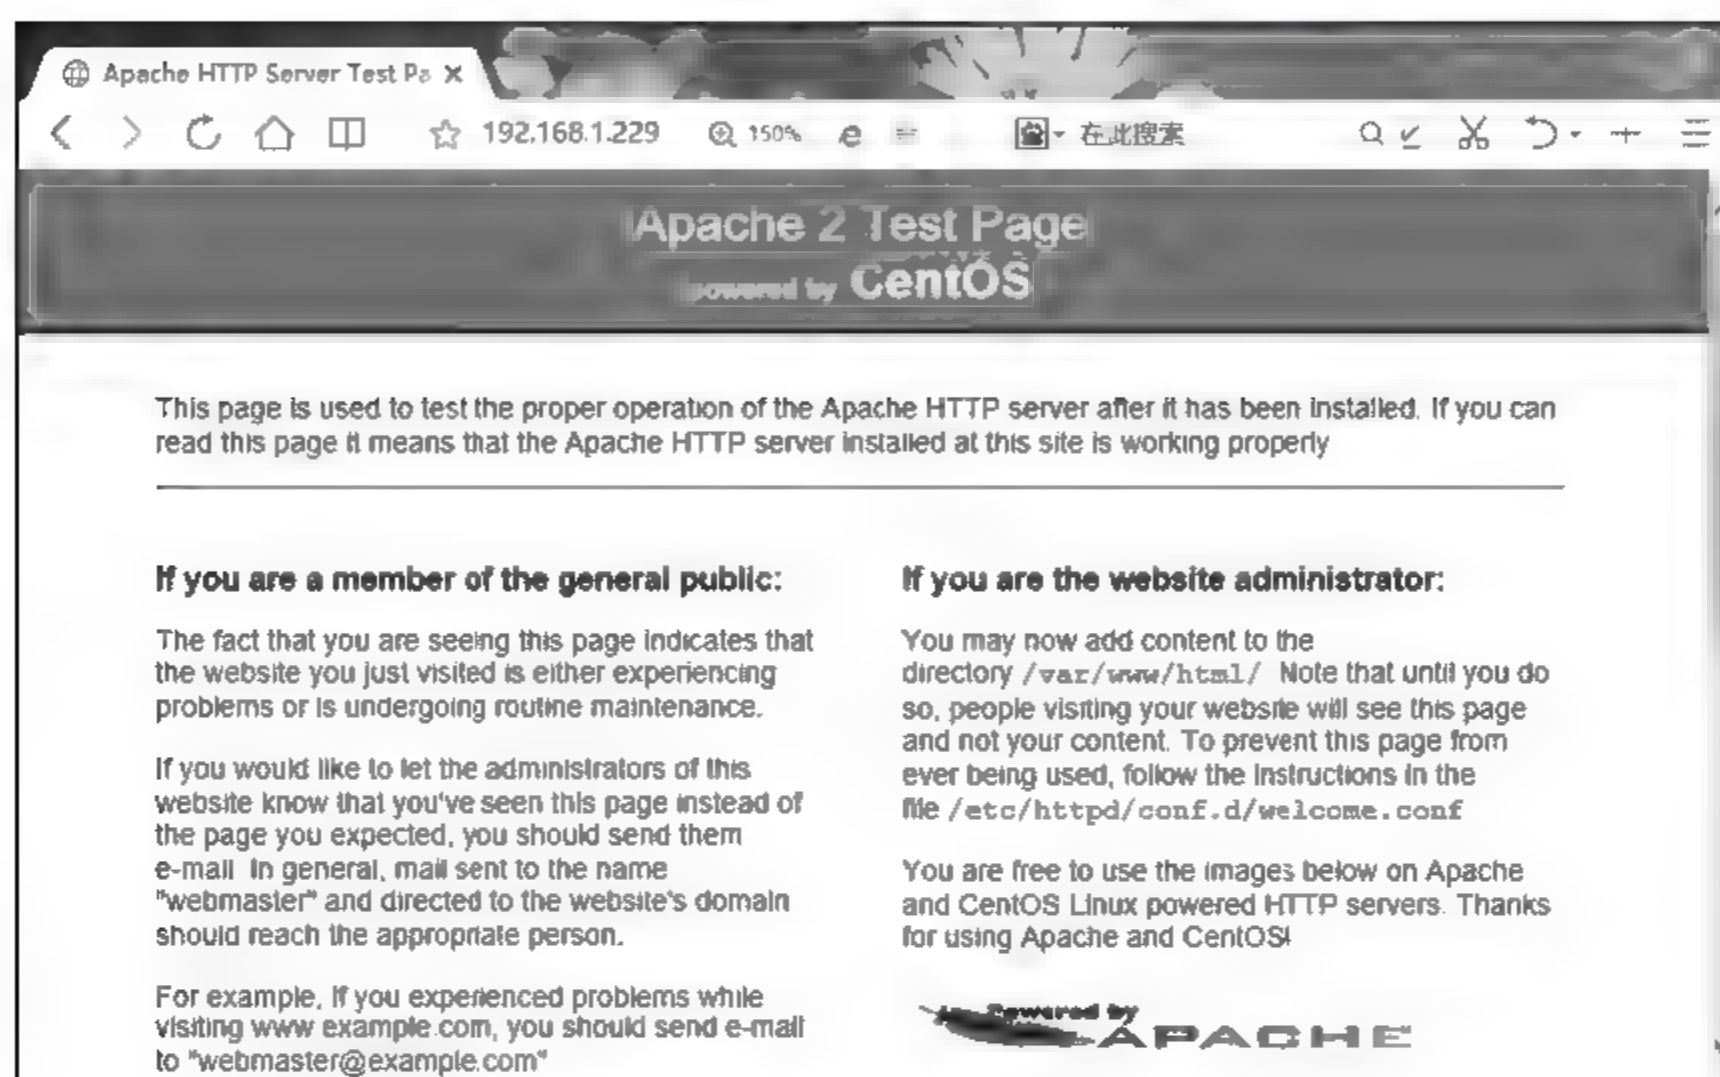 Apache HTTP Server Test Pa
192.168.1.229 150% 在此搜索
Apache 2 Test Page
powered by CentOS
This page is used to test the proper operation of the Apache HTTP server after it has been installed. If you can
read this page it means that the Apache HTTP server installed at this site is working properly
If you are a member of the general public:
The fact that you are seeing this page indicates that
the website you just visited is either experiencing
problems or is undergoing routine maintenance.
If you would like to let the administrators of this
website know that you've seen this page instead of
the page you expected, you should send them
e-mail In general, mail sent to the name
"webmaster" and directed to the website's domain
should reach the appropriate person.
For example, if you experienced problems while
visiting www example.com, you should send e-mail
to "webmaster@example.com"
If you are the website administrator:
You may now add content to the
directory /var/www/html/ Note that until you do
so, people visiting your website will see this page
and not your content. To prevent this page from
ever being used, follow the instructions in the
file /etc/httpd/conf.d/welcome.conf
You are free to use the images below on Apache
and CentOS Linux powered HTTP servers. Thanks
for using Apache and CentOS!
Powered by
APACHE